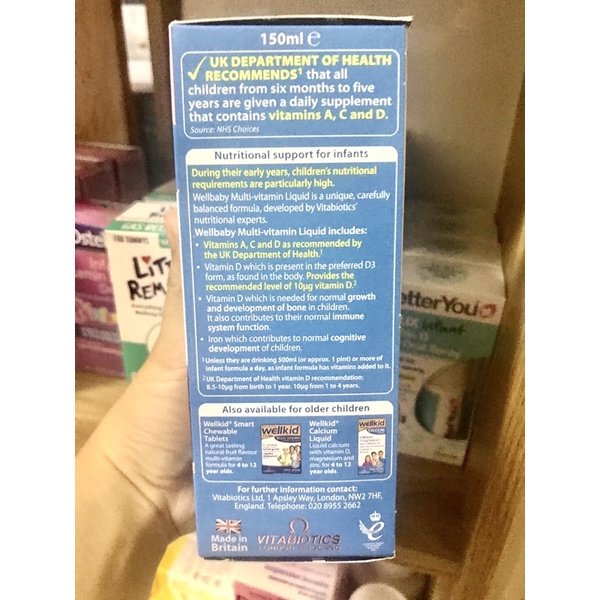 150ml e
UK DEPARTMENT OF HEALTH
RECOMMENDS¹ that all
children from six months to five
years are given a daily supplement
that contains vitamins A, C and D.
Source: NHS Choices
Nutritional support for infants
During their early years, children's nutritional
requirements are particularly high.
Wellbaby Multi-vitamin Liquid is a unique, carefully
balanced formula, developed by Vitabiotics'
nutritional experts.
Wellbaby Multi-vitamin Liquid includes:
• Vitamins A, C and D as recommended by
the UK Department of Health.¹
• Vitamin D which is present in the preferred D3
form, as found in the body. Provides the
recommended level of 10µg vitamin D.²
• Vitamin D which is needed for normal growth
and development of bone in children.
It also contributes to their normal immune
system function.
• Iron which contributes to normal cognitive
development of children.
¹Unless they are drinking 500ml (or approx. 1 pint) or more of
infant formula a day, as infant formula has vitamins added to it.
²UK Department of Health vitamin D recommendation:
8.5-10µg from birth to 1 year. 10µg from 1 to 4 years.
Also available for older children
Wellkid® Smart
Chewable
Tablets
A great tasting
natural fruit flavour
multi-vitamin
formula for 4 to 12
year olds.
wellkid
Wellkid®
Calcium
Liquid
Liquid calcium
with vitamin D,
magnesium and
zinc for 4 to 12
year olds.
wellkid
For further information contact:
Vitabiotics Ltd, 1 Apsley Way, London, NW2 7HF,
England. Telephone: 020 8955 2662
Made in
Britain
VITABIOTICS
LONDON ENGLAND
etterYou